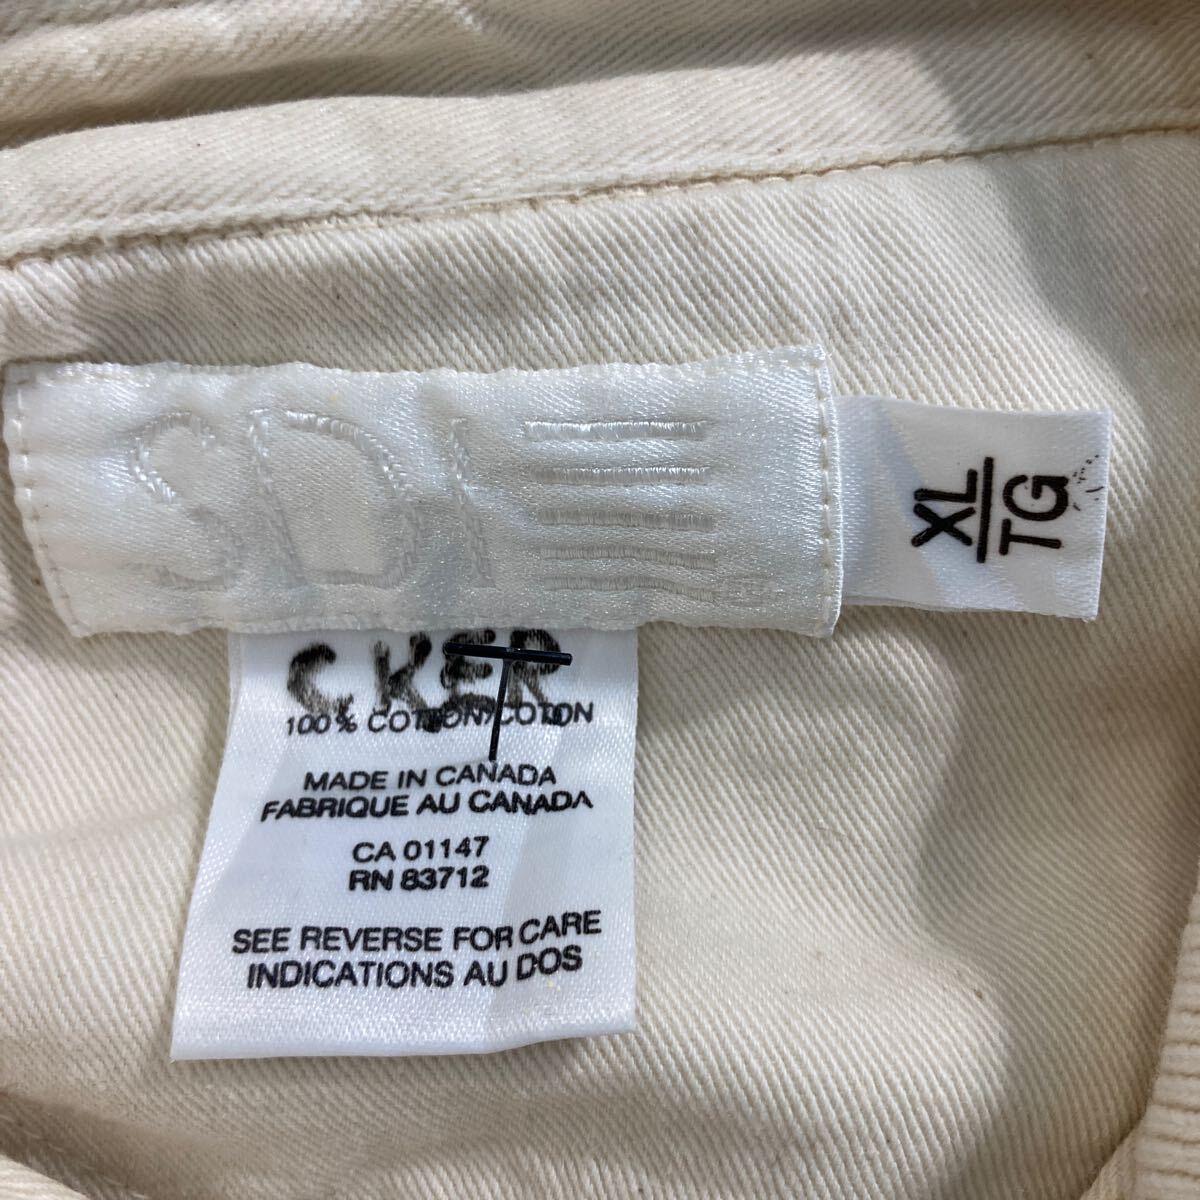 SDI
XL
TG
C. KER
100% COTTON/COTON
MADE IN CANADA
FABRIQUE AU CANADA
CA 01147
RN 83712
SEE REVERSE FOR CARE
INDICATIONS AU DOS